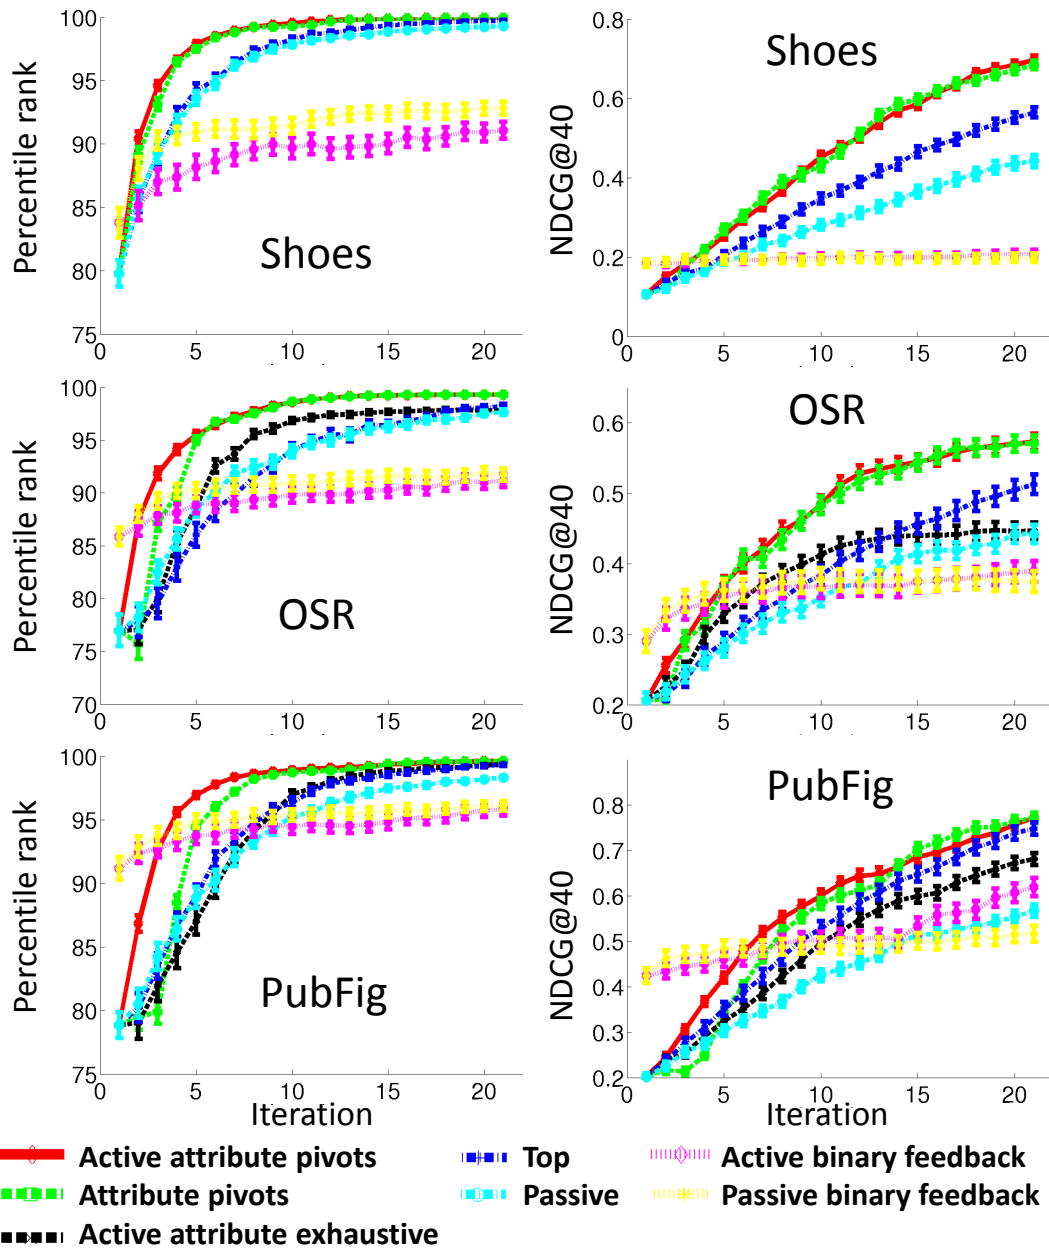 Percentile rank
100
95
90
85
80
75
0 5 10 15 20
Shoes
NDCG@40
0.8
0.6
0.4
0.2
0
0 5 10 15 20
Shoes
Percentile rank
100
95
90
85
80
75
70
0 5 10 15 20
OSR
NDCG@40
0.6
0.5
0.4
0.3
0.2
0 5 10 15 20
OSR
Percentile rank
100
95
90
85
80
75
0 5 10 15 20
PubFig
Iteration
NDCG@40
0.8
0.7
0.6
0.5
0.4
0.3
0.2
0 5 10 15 20
PubFig
Iteration
Active attribute pivots
Top
Active binary feedback
Attribute pivots
Passive
Passive binary feedback
Active attribute exhaustive